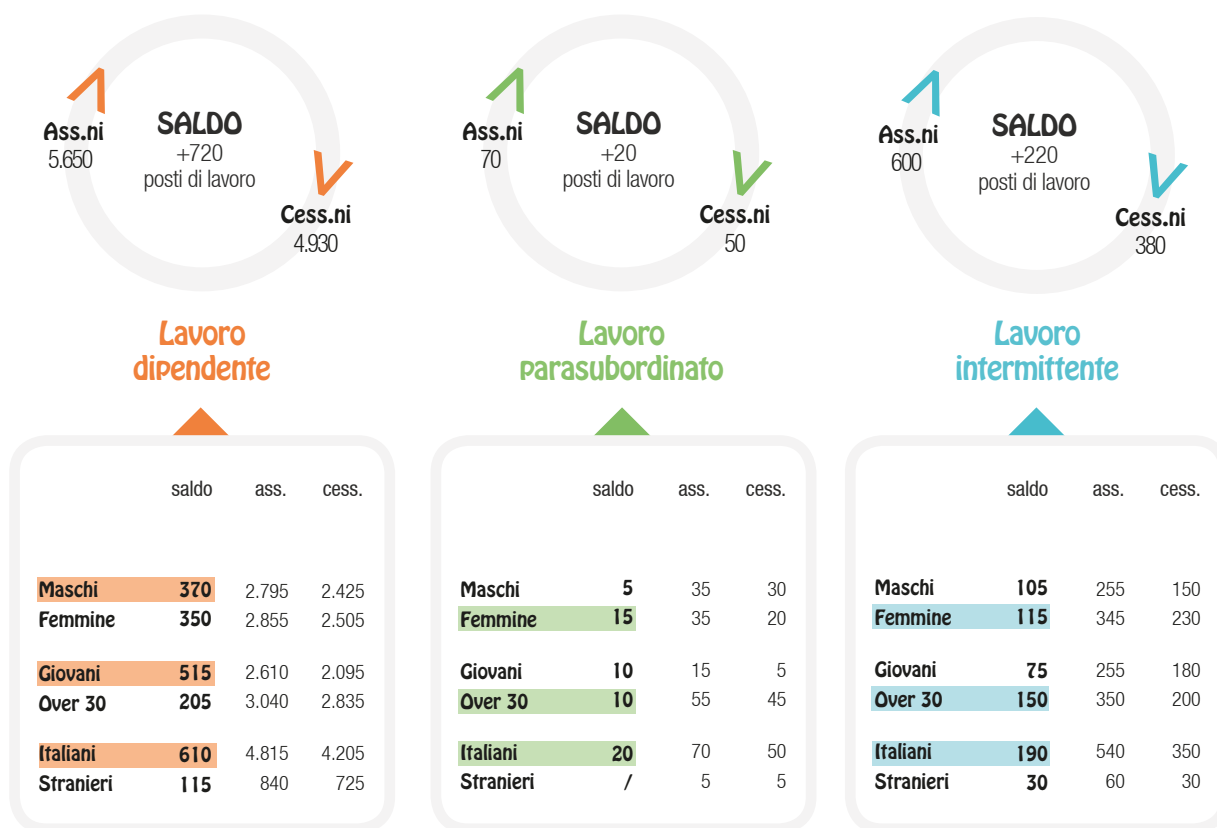 Ass.ni
5.650
SALDO
+720
posti di lavoro
Cess.ni
4.930
Lavoro
dipendente
saldo ass. cess.
Maschi 370 2.795 2.425
Femmine 350 2.855 2.505
Giovani 515 2.610 2.095
Over 30 205 3.040 2.835
Italiani 610 4.815 4.205
Stranieri 115 840 725
Ass.ni
70
SALDO
+20
posti di lavoro
Cess.ni
50
Lavoro
parasubordinato
saldo ass. cess.
Maschi 5 35 30
Femmine 15 35 20
Giovani 10 15 5
Over 30 10 55 45
Italiani 20 70 50
Stranieri / 5 5
Ass.ni
600
SALDO
+220
posti di lavoro
Cess.ni
380
Lavoro
intermittente
saldo ass. cess.
Maschi 105 255 150
Femmine 115 345 230
Giovani 75 255 180
Over 30 150 350 200
Italiani 190 540 350
Stranieri 30 60 30